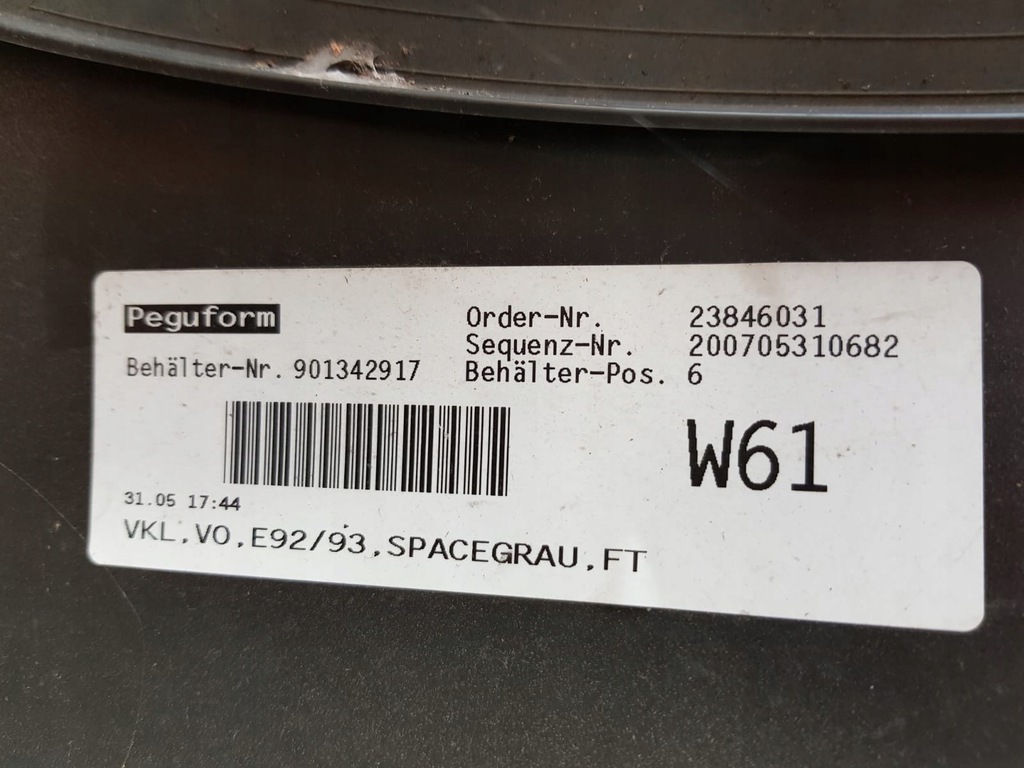 Peguform
Order-Nr. 23846031
Sequenz-Nr. 200705310682
Behälter-Nr. 901342917 Behälter-Pos. 6
W61
31.05 17:44
VKL,VO,E92/93,SPACEGRAU,FT